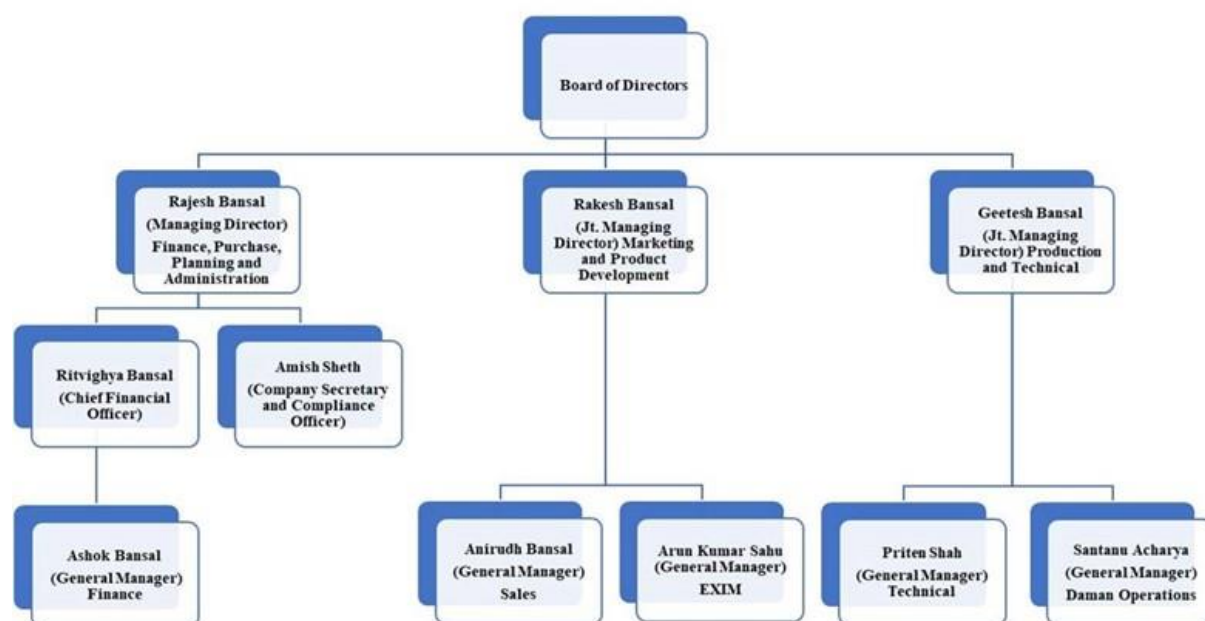 Board of Directors
Rajesh Bansal
(Managing Director)
Finance, Purchase,
Planning and
Administration
Rakesh Bansal
(Jt. Managing
Director) Marketing
and Product
Development
Geetesh Bansal
(Jt. Managing
Director) Production
and Technical
Ritvighya Bansal
(Chief Financial
Officer)
Amish Sheth
(Company Secretary
and Compliance
Officer)
Ashok Bansal
(General Manager)
Finance
Anirudh Bansal
(General Manager)
Sales
Arun Kumar Sahu
(General Manager)
EXIM
Priten Shah
(General Manager)
Technical
Santanu Acharya
(General Manager)
Daman Operations